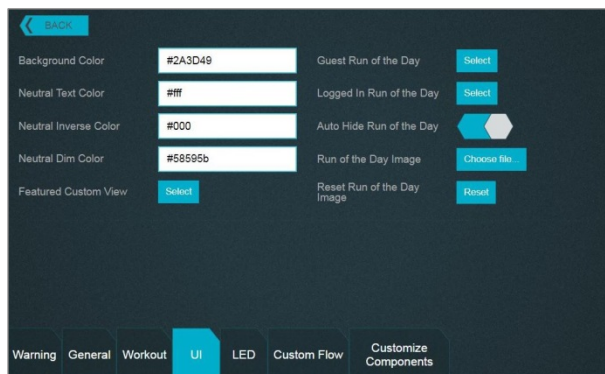 BACK
Background Color #2A3D49 Guest Run of the Day Select
Neutral Text Color #fff Logged In Run of the Day Select
Neutral Inverse Color #000 Auto Hide Run of the Day
Neutral Dim Color #58595b Run of the Day Image Choose file...
Featured Custom View Select Reset Run of the Day
Image Reset
Warning General Workout UI LED Custom Flow Customize
Components